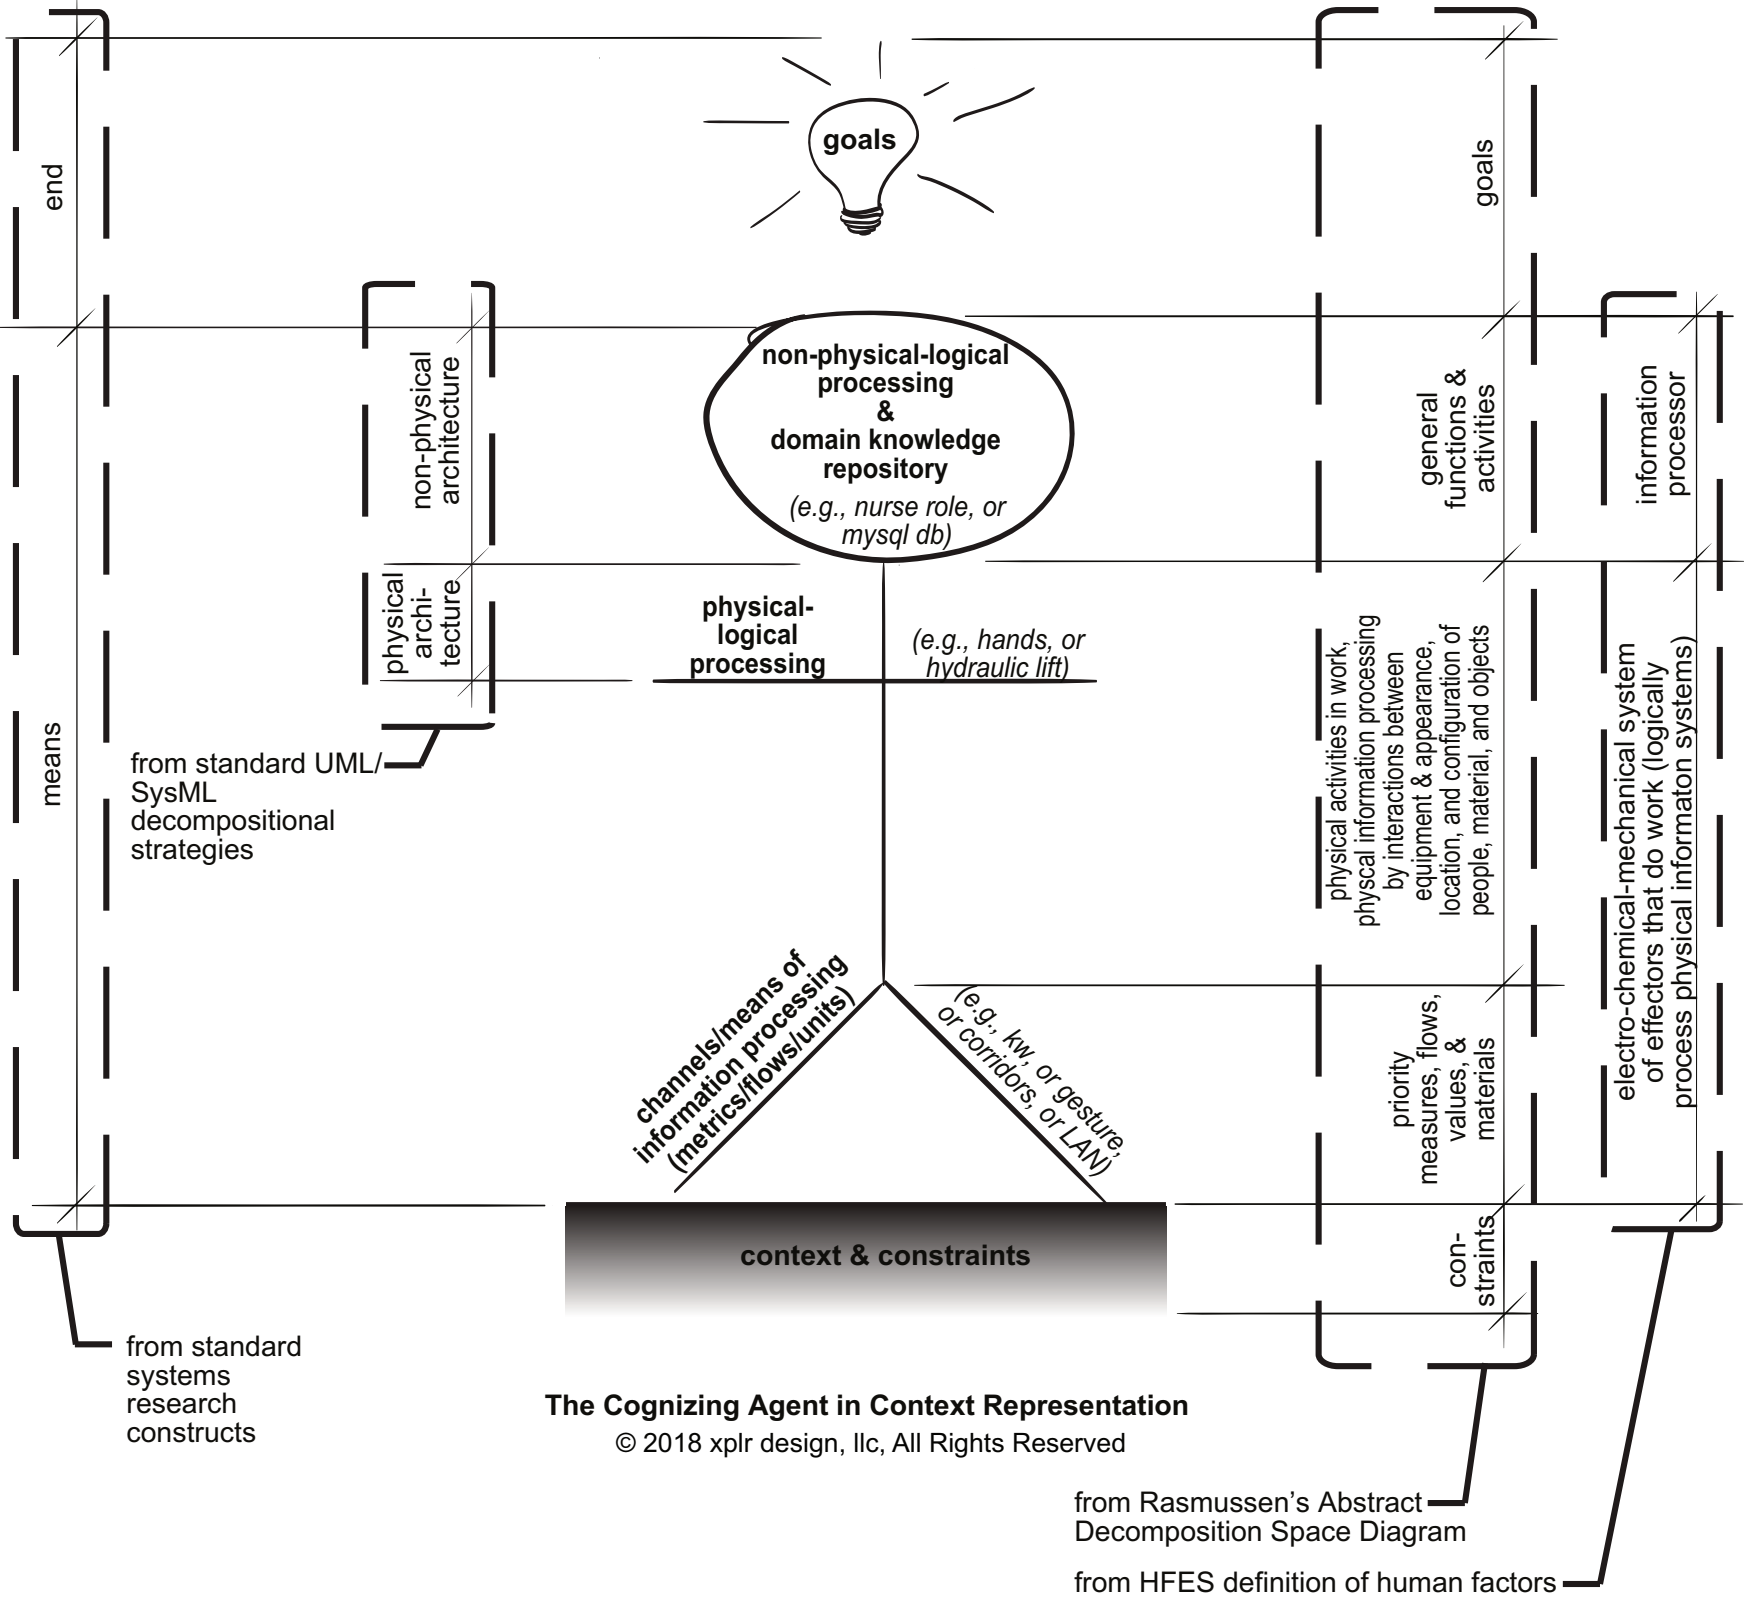 goals
end
goals
non-physical
architecture
non-physical-logical
processing
&
domain knowledge
repository
(e.g., nurse role, or
mysql db)
general
functions &
activities
information
processor
physical
archi-
tecture
physical-
logical
processing
(e.g., hands, or
hydraulic lift)
physical activities in work,
physcal information processing
by interactions between
equipment & appearance,
location, and configuration of
people, material, and objects
electro-chemical-mechanical system
of effectors that do work (logically
process physical informaton systems)
means
from standard UML/
SysML
decompositional
strategies
channels/means of
information processing
(metrics/flows/units)
(e.g., kw, or gesture,
or corridors, or LAN)
priority
measures, flows,
values, &
materials
context & constraints
con-
straints
from standard
systems
research
constructs
The Cognizing Agent in Context Representation
© 2018 xplr design, llc, All Rights Reserved
from Rasmussen’s Abstract
Decomposition Space Diagram
from HFES definition of human factors